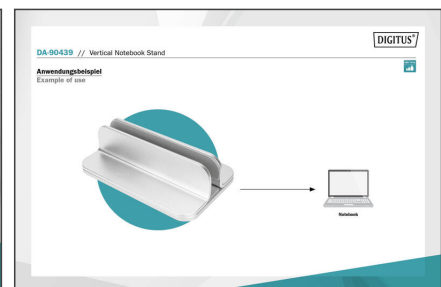 DIGITUS®
DA-90439 // Vertical Notebook Stand
Anwendungsbeispiel
Example of use
Notebook